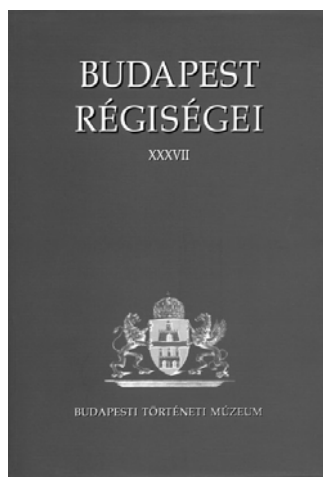 BUDAPEST
RÉGISÉGEI
XXXVII
BUDAPESTI TÖRTÉNETI MÚZEUM